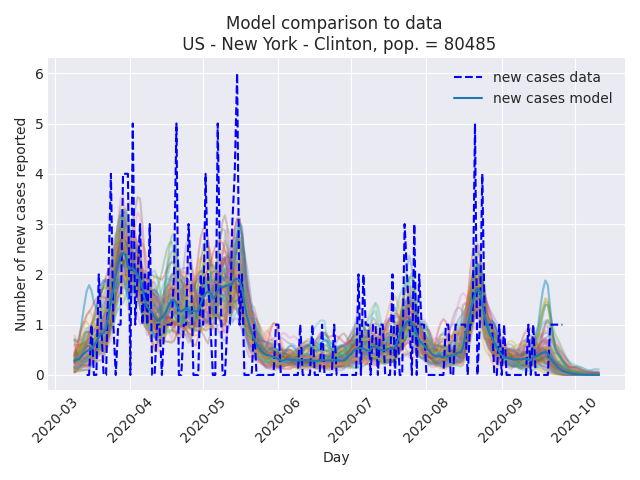 Model comparison to data
US - New York - Clinton, pop. = 80485
new cases data
new cases model
Number of new cases reported
6
5
4
3
2
1
0
2020-03
2020-04
2020-05
2020-06
2020-07
2020-08
2020-09
2020-10
Day